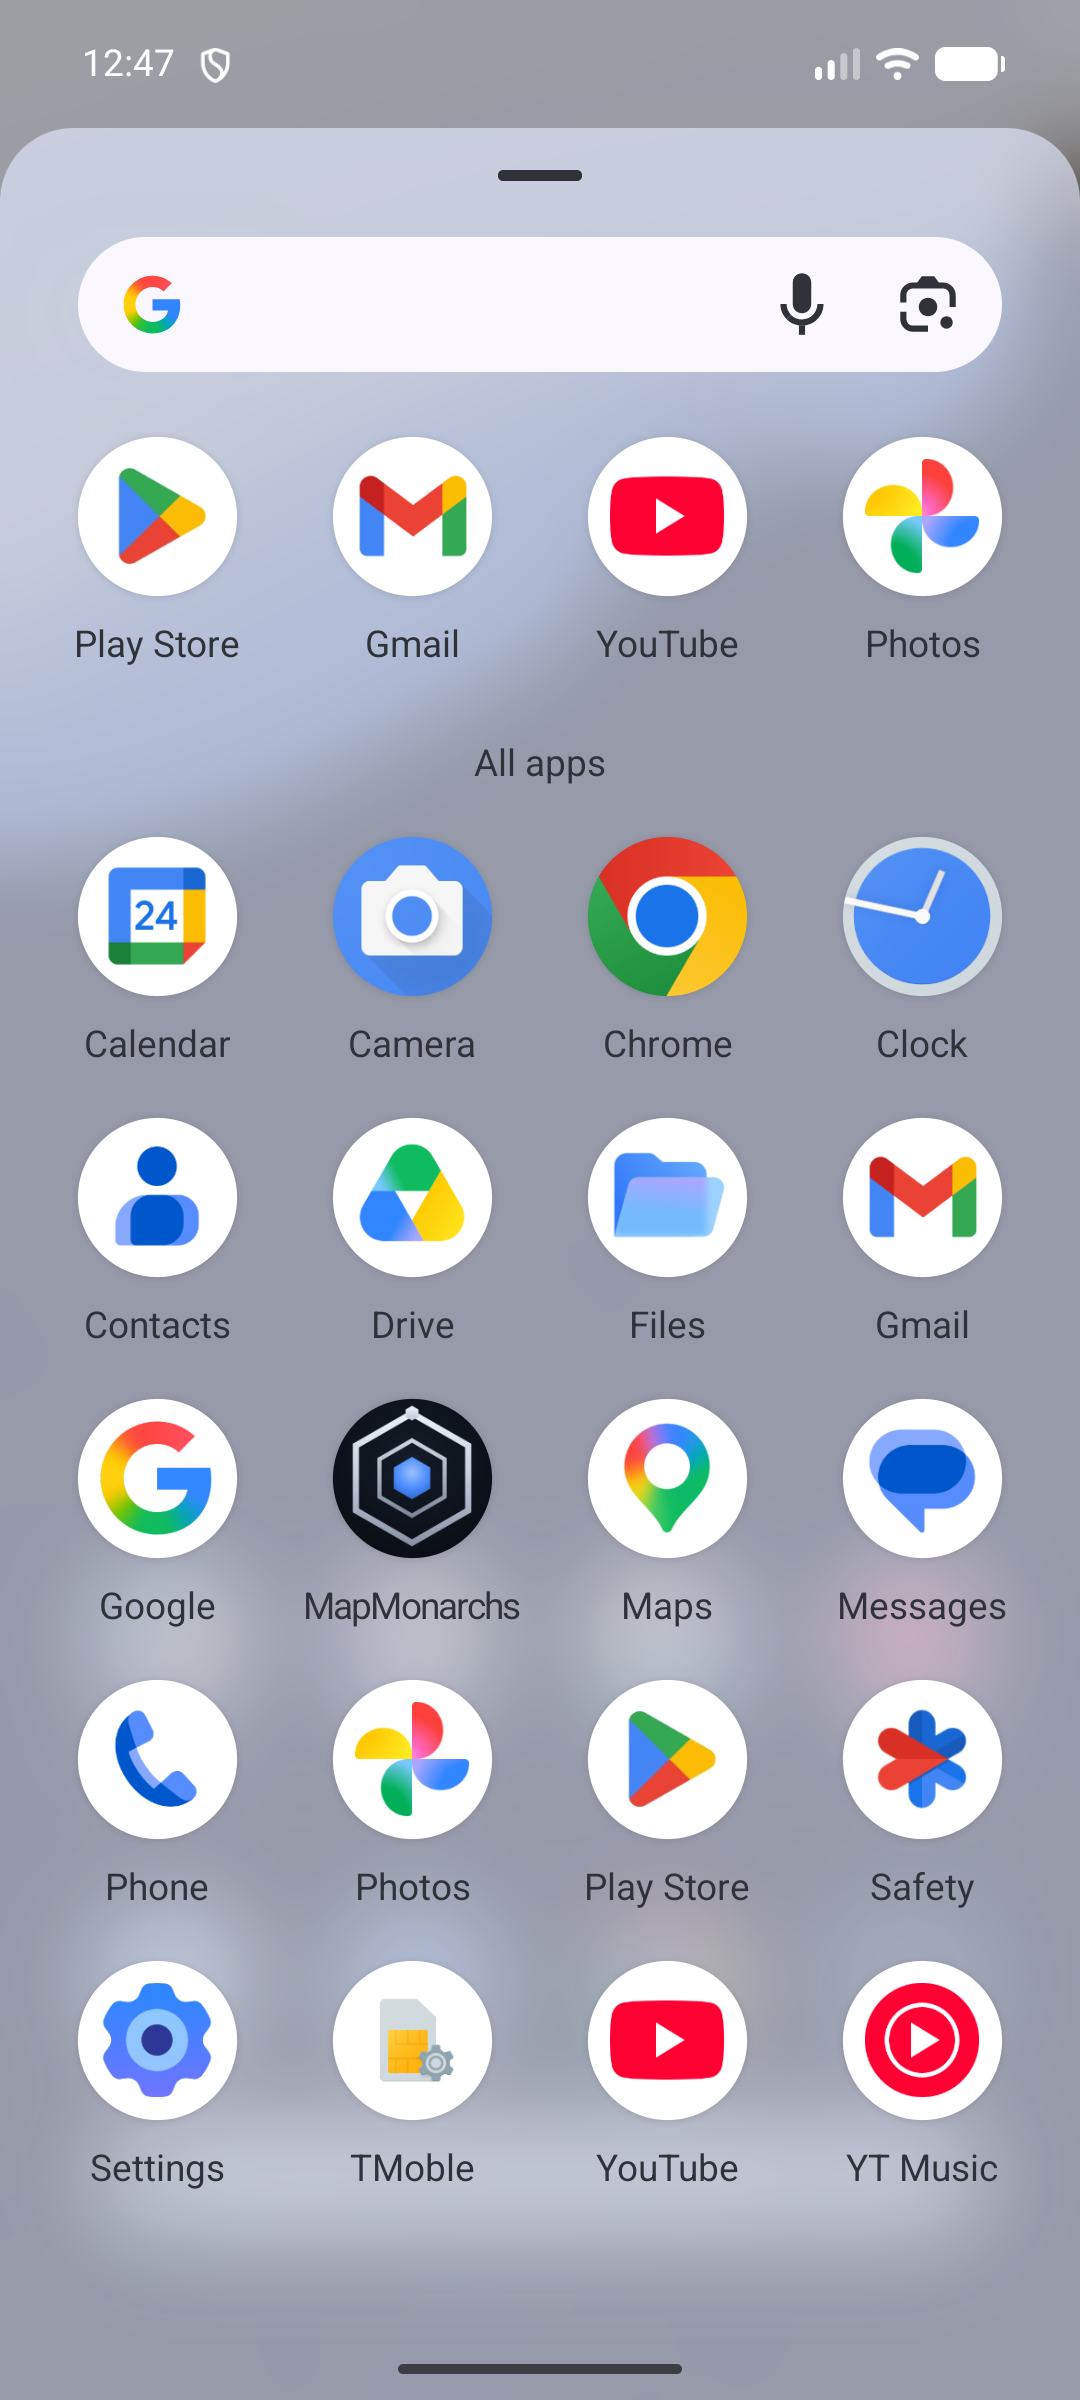 12:47
Play Store
Gmail
YouTube
Photos
All apps
24
Calendar
Camera
Chrome
Clock
Contacts
Drive
Files
Gmail
Google
MapMonarchs
Maps
Messages
Phone
Photos
Play Store
Safety
Settings
TMoble
YouTube
YT Music